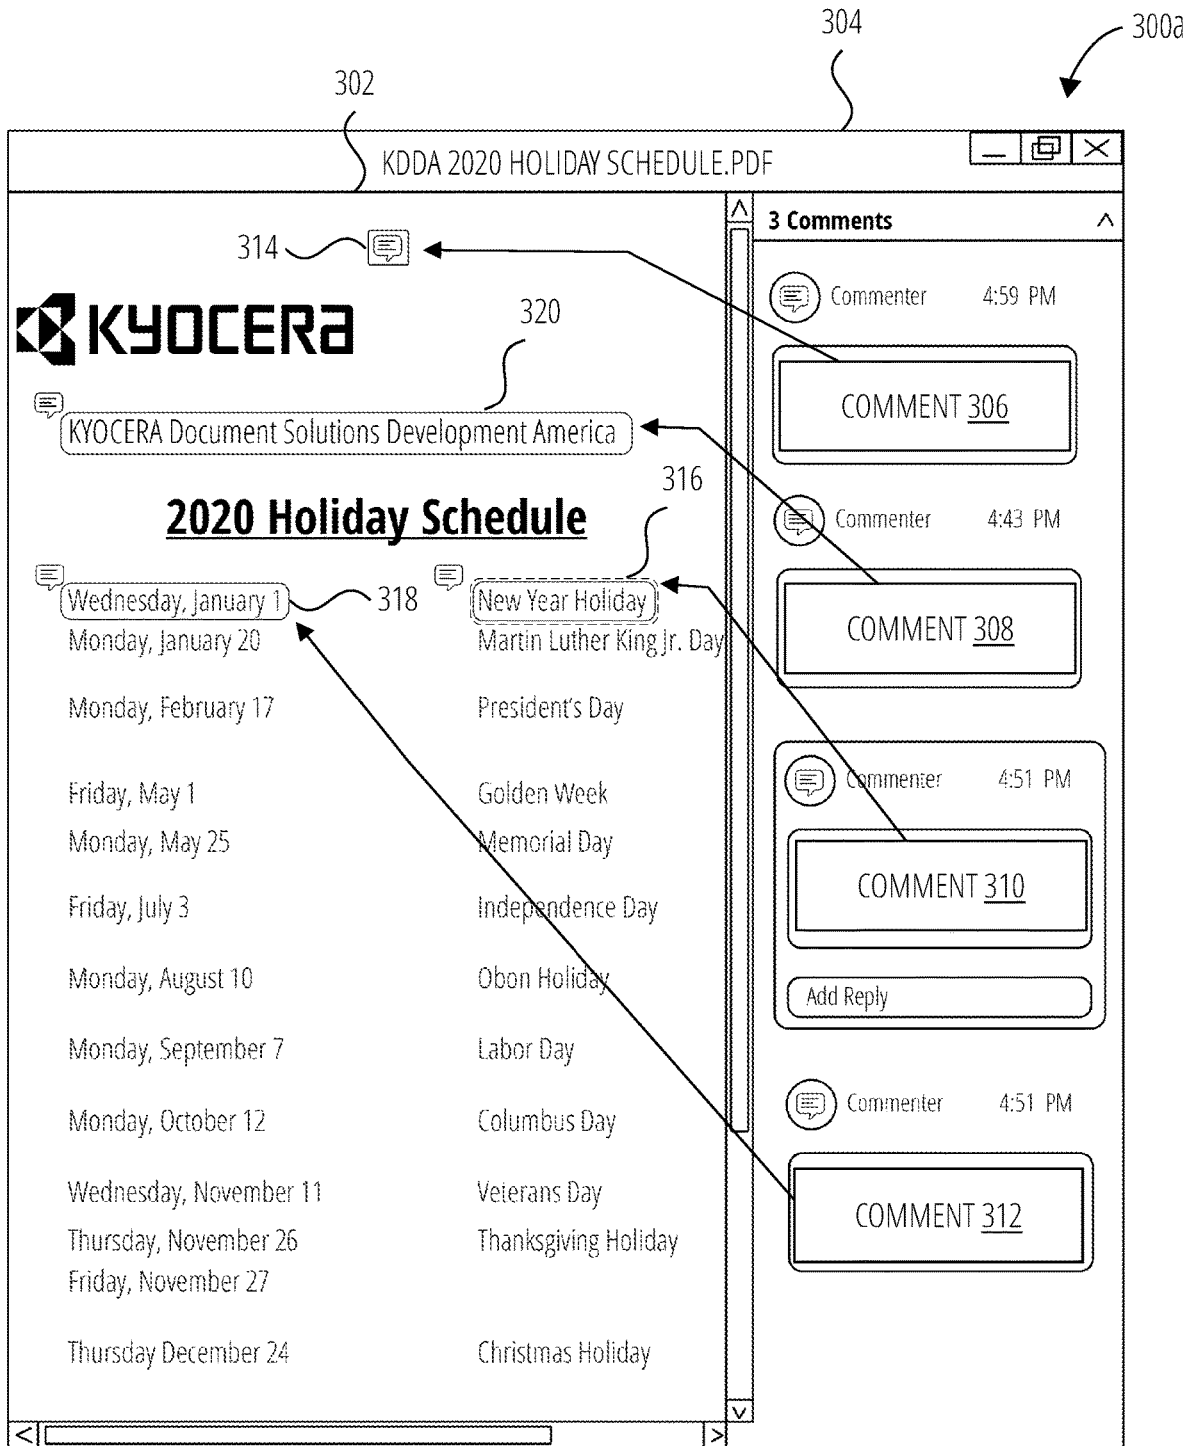 304
300a
302
KDDA 2020 HOLIDAY SCHEDULE.PDF
314
3 Comments
Commenter 4:59 PM
KYOCERA
320
COMMENT 306
KYOCERA Document Solutions Development America
316
2020 Holiday Schedule
Commenter 4:43 PM
Wednesday, January 1 318 New Year Holiday
COMMENT 308
Monday, January 20 Martin Luther King Jr. Day
Monday, February 17 President's Day
Commenter 4:51 PM
Friday, May 1 Golden Week
Monday, May 25 Memorial Day
COMMENT 310
Friday, July 3 Independence Day
Monday, August 10 Obon Holiday
Add Reply
Monday, September 7 Labor Day
Commenter 4:51 PM
Monday, October 12 Columbus Day
Wednesday, November 11 Veterans Day
COMMENT 312
Thursday, November 26 Thanksgiving Holiday
Friday, November 27
Thursday December 24 Christmas Holiday